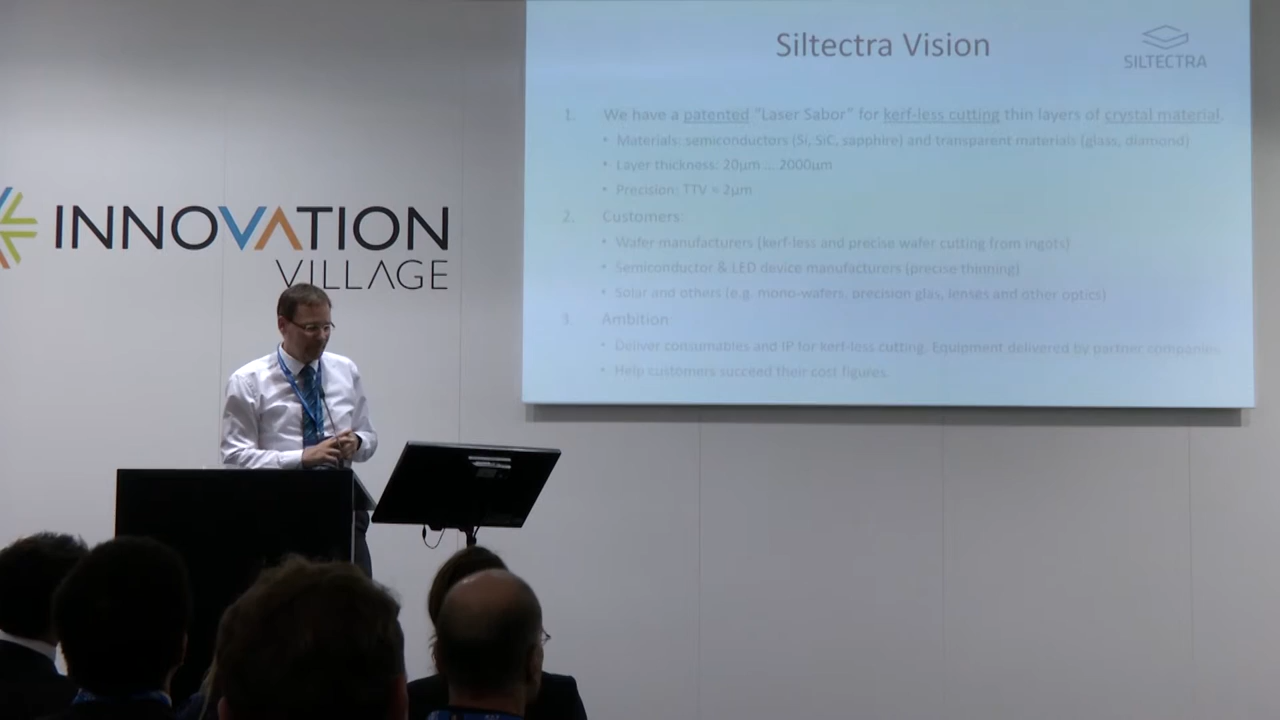 Siltectra Vision
SILTECTRA
1. We have a patented "Laser Sabor" for kerf-less cutting thin layers of crystal material.
• Materials: semiconductors (Si, SiC, sapphire) and transparent materials (glass, diamond)
• Layer thickness: 20µm ... 2000µm
• Precision: TTV ≈ 2µm
2. Customers:
• Wafer manufacturers (kerf-less and precise wafer cutting from ingots)
• Semiconductor & LED device manufacturers (precise thinning)
• Solar and others (e.g. mono-wafers, precision glas, lenses and other optics)
3. Ambition:
• Deliver consumables and IP for kerf-less cutting. Equipment delivered by partner companies.
• Help customers succeed their cost figures.
INNOVATION
VILLAGE